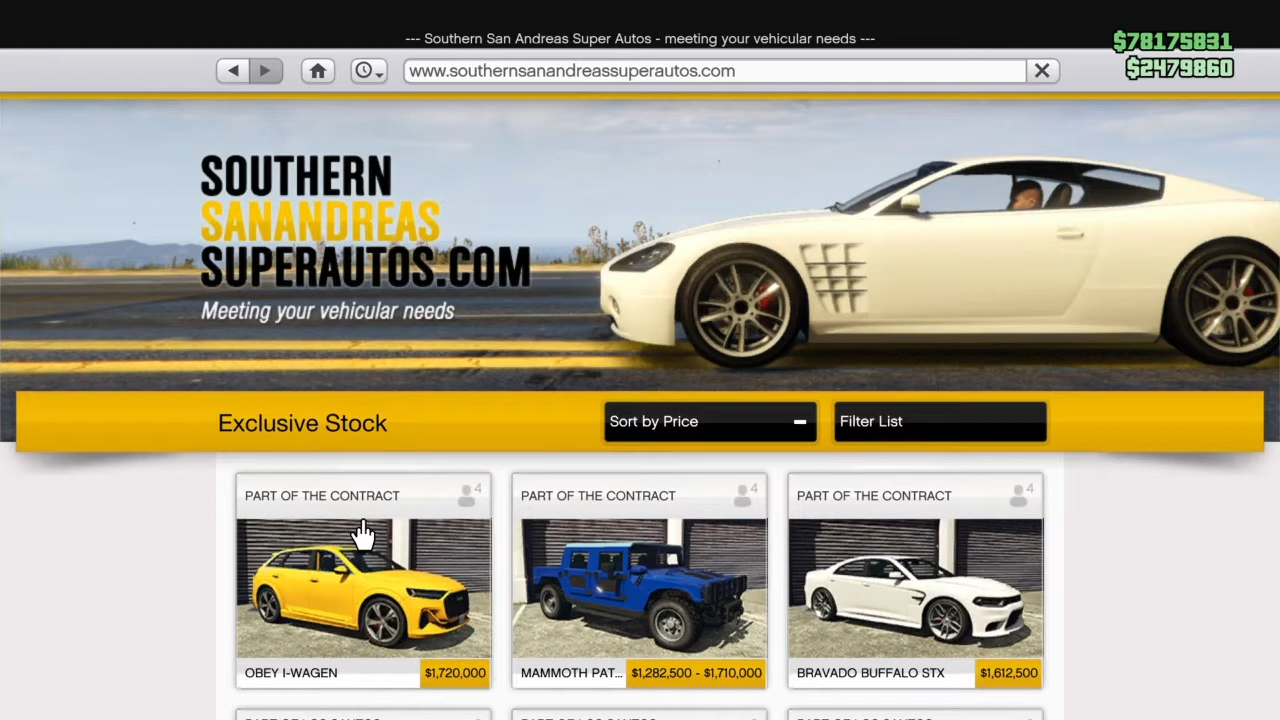 --- Southern San Andreas Super Autos - meeting your vehicular needs ---
$78175831
$2479860
www.southernsanandreassuperautos.com
SOUTHERN
SANANDREAS
SUPERAUTOS.COM
Meeting your vehicular needs
Exclusive Stock
Sort by Price
Filter List
PART OF THE CONTRACT 4
PART OF THE CONTRACT 4
PART OF THE CONTRACT 4
OBEY I-WAGEN $1,720,000
MAMMOTH PAT... $1,282,500 - $1,710,000
BRAVADO BUFFALO STX $1,612,500